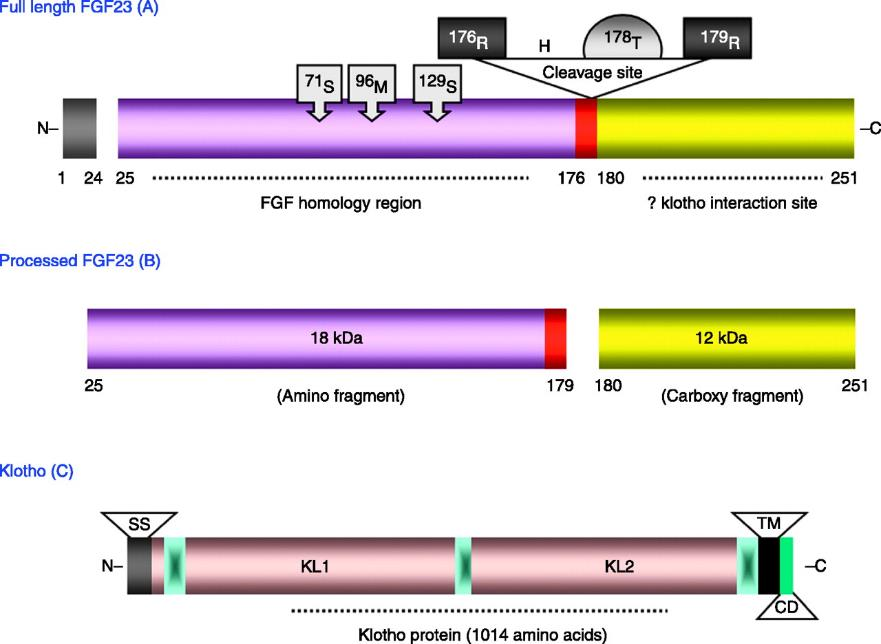 Full length FGF23 (A)
176R H 178T 179R
Cleavage site
71S 96M 129S
N– –C
1 24 25 176 180 251
FGF homology region ? klotho interaction site
Processed FGF23 (B)
18 kDa 12 kDa
25 179 180 251
(Amino fragment) (Carboxy fragment)
Klotho (C)
SS TM
N– KL1 KL2 –C
CD
Klotho protein (1014 amino acids)